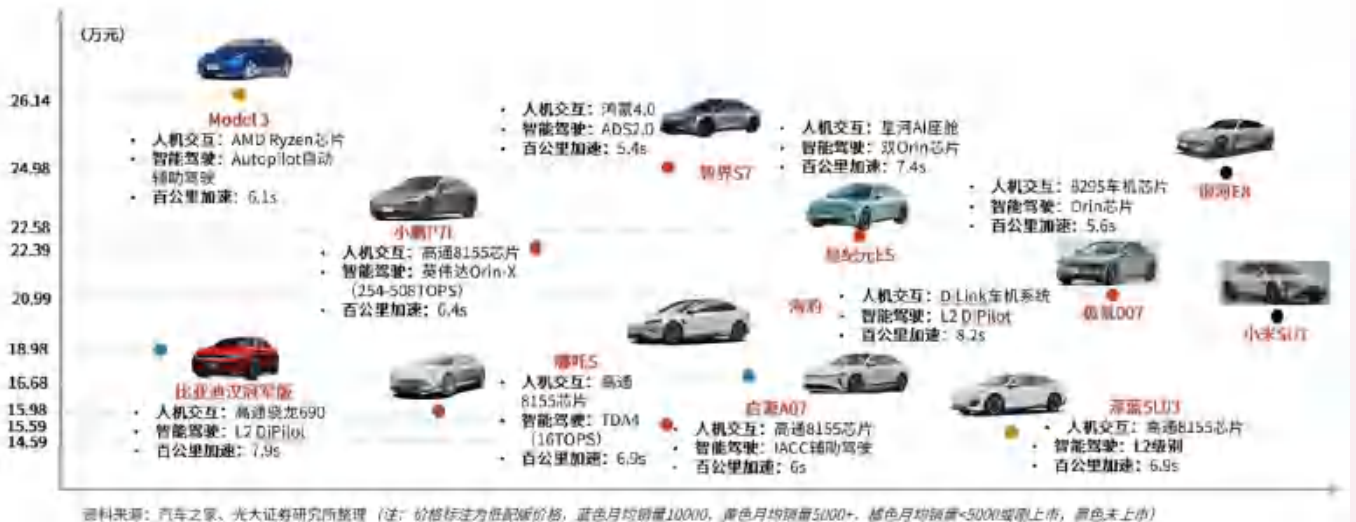 (万元)
26.14
24.98
22.58
22.39
20.99
18.98
16.68
15.98
15.59
14.59
Model 3
• 人机交互：AMD Ryzen芯片
• 智能驾驶：Autopilot自动
辅助驾驶
• 百公里加速：6.1s
小鹏P7i
• 人机交互：高通8155芯片
• 智能驾驶：英伟达Orin-X
（254-508TOPS）
• 百公里加速：6.4s
• 人机交互：鸿蒙4.0
• 智能驾驶：ADS2.0
• 百公里加速：5.4s
智界S7
• 人机交互：星河AI座舱
• 智能驾驶：双Orin芯片
• 百公里加速：7.4s
星纪元ES
• 人机交互：8295车机芯片
• 智能驾驶：Orin芯片
• 百公里加速：5.6s
极氪007
银河E8
小米SU7
海豹
• 人机交互：DiLink车机系统
• 智能驾驶：L2 DiPilot
• 百公里加速：8.2s
比亚迪汉冠军版
• 人机交互：高通骁龙690
• 智能驾驶：L2 DiPilot
• 百公里加速：7.9s
哪吒S
• 人机交互：高通
8155芯片
• 智能驾驶：TDA4
（16TOPS）
• 百公里加速：6.9s
启源A07
• 人机交互：高通8155芯片
• 智能驾驶：IACC辅助驾驶
• 百公里加速：6s
深蓝SL03
• 人机交互：高通8155芯片
• 智能驾驶：L2级别
• 百公里加速：6.9s
资料来源：汽车之家、光大证券研究所整理（注：价格标注为低配版价格，蓝色月均销量10000，黄色月均销量5000+，橘色月均销量<5000或刚上市，黑色未上市）